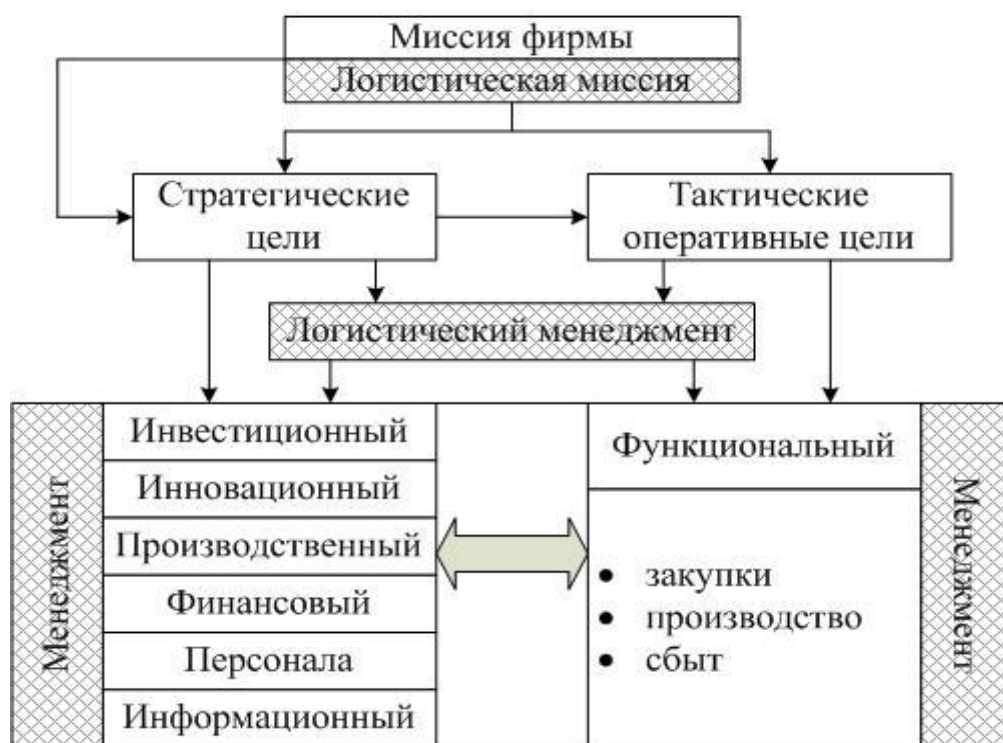 Миссия фирмы
Логистическая миссия
Стратегические
цели
Тактические
оперативные цели
Логистический менеджмент
Менеджмент
Инвестиционный
Инновационный
Производственный
Финансовый
Персонала
Информационный
Функциональный
• закупки
• производство
• сбыт
Менеджмент